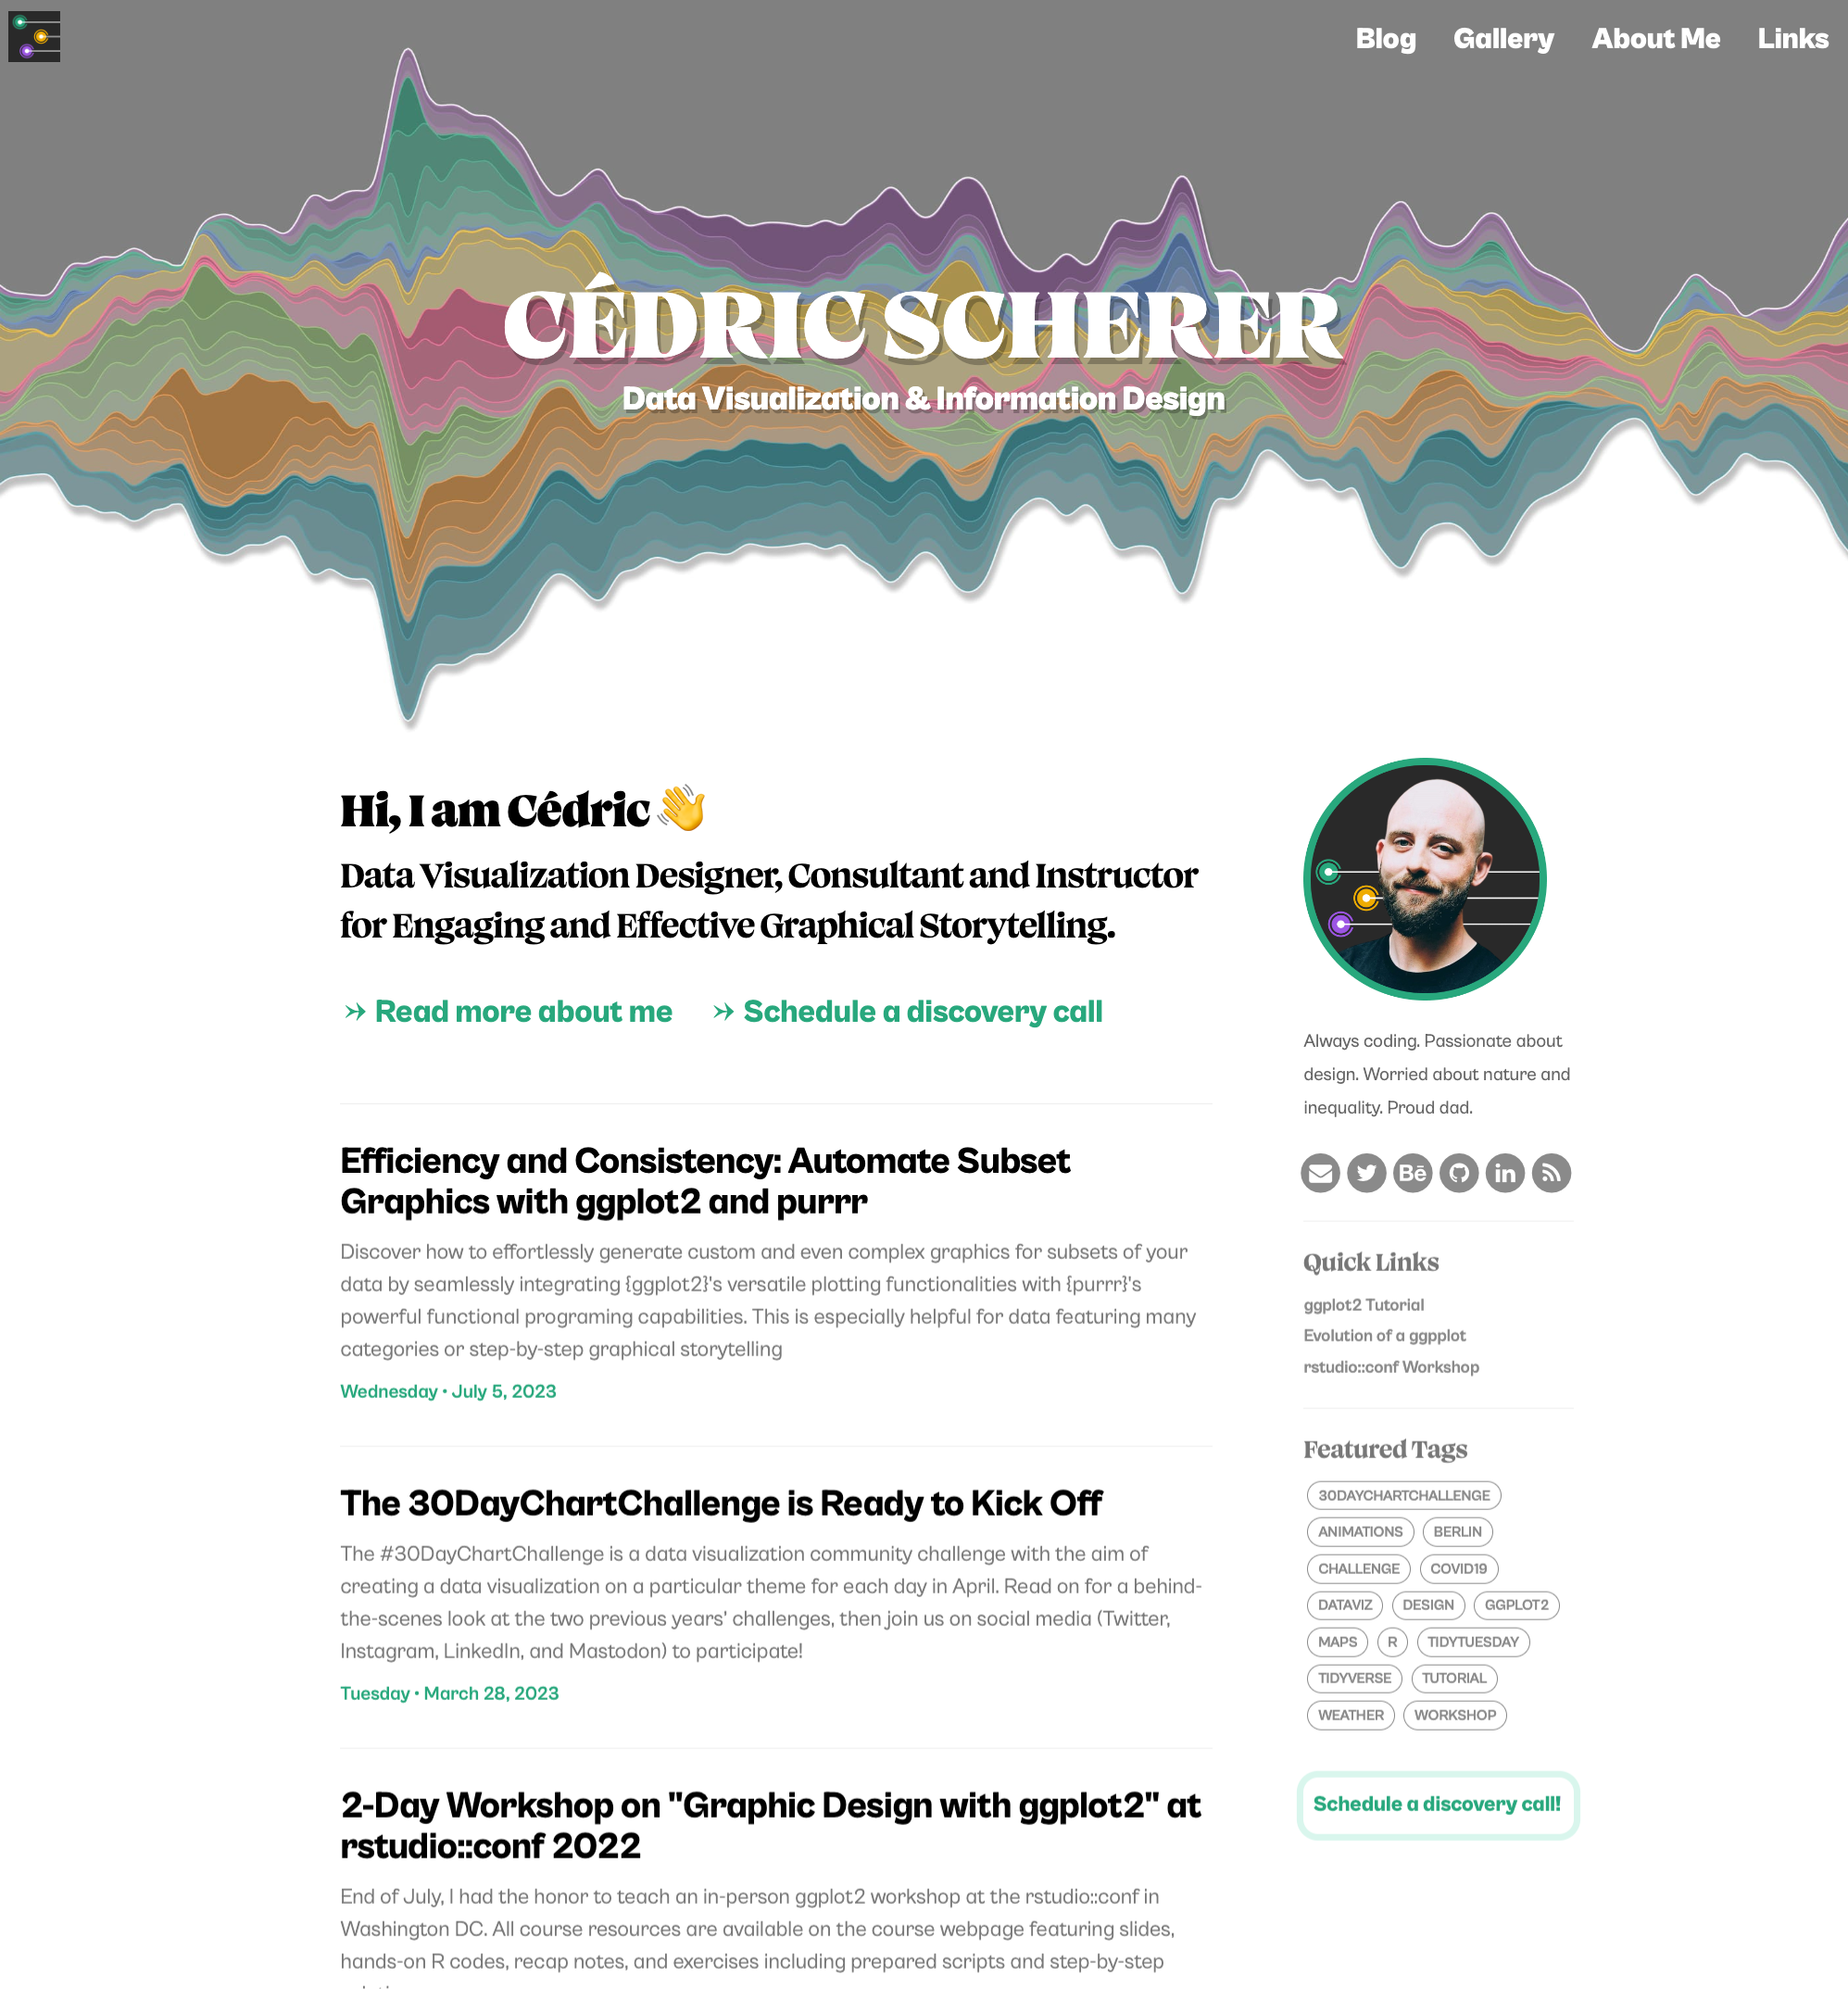 Blog Gallery About Me Links
CÉDRIC SCHERER
Data Visualization & Information Design
Hi, I am Cédric 👋
Data Visualization Designer, Consultant and Instructor
for Engaging and Effective Graphical Storytelling.
Read more about me Schedule a discovery call
Efficiency and Consistency: Automate Subset
Graphics with ggplot2 and purrr
Discover how to effortlessly generate custom and even complex graphics for subsets of your
data by seamlessly integrating {ggplot2}'s versatile plotting functionalities with {purrr}'s
powerful functional programing capabilities. This is especially helpful for data featuring many
categories or step-by-step graphical storytelling
Wednesday • July 5, 2023
The 30DayChartChallenge is Ready to Kick Off
The #30DayChartChallenge is a data visualization community challenge with the aim of
creating a data visualization on a particular theme for each day in April. Read on for a behind-
the-scenes look at the two previous years' challenges, then join us on social media (Twitter,
Instagram, LinkedIn, and Mastodon) to participate!
Tuesday • March 28, 2023
2-Day Workshop on "Graphic Design with ggplot2" at
rstudio::conf 2022
End of July, I had the honor to teach an in-person ggplot2 workshop at the rstudio::conf in
Washington DC. All course resources are available on the course webpage featuring slides,
hands-on R codes, recap notes, and exercises including prepared scripts and step-by-step
Always coding. Passionate about
design. Worried about nature and
inequality. Proud dad.
Bē in
Quick Links
ggplot2 Tutorial
Evolution of a ggpplot
rstudio::conf Workshop
Featured Tags
30DAYCHARTCHALLENGE
ANIMATIONS BERLIN
CHALLENGE COVID19
DATAVIZ DESIGN GGPLOT2
MAPS R TIDYTUESDAY
TIDYVERSE TUTORIAL
WEATHER WORKSHOP
Schedule a discovery call!